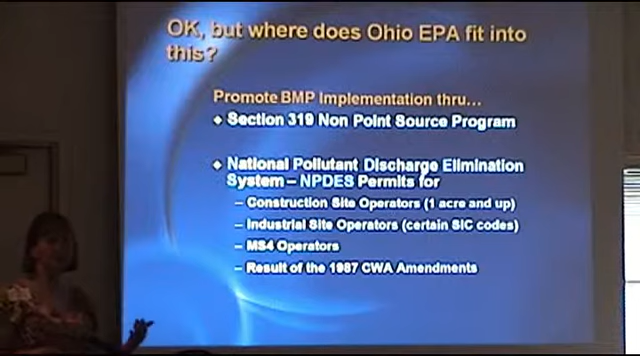 OK, but where does Ohio EPA fit into
this?
Promote BMP Implementation thru...
Section 319 Non Point Source Program
National Pollutant Discharge Elimination
System – NPDES Permits for
– Construction Site Operators (1 acre and up)
– Industrial Site Operators (certain SIC codes)
– MS4 Operators
– Result of the 1987 CWA Amendments